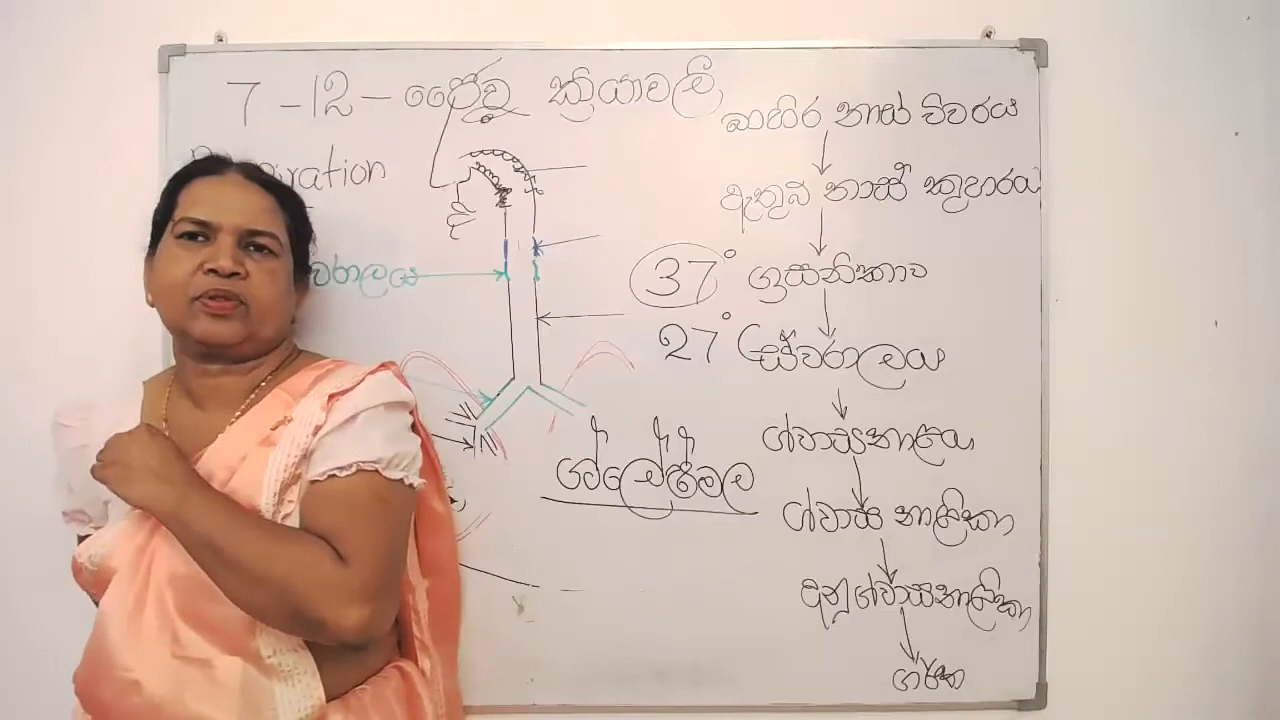 7 - 12 - ජෛව ක්‍රියාවලී
Respiration
ස්වරාලය
බාහිර නාස් විවරය
ඇතුළු නාස් කුහරය
37° ග්‍රසනිකාව
27° ස්වරාලය
ශ්වාසනාලය
ශ්වාස නාලිකා
අනුශ්වාසනාලිකා
ගර්ත
ශ්ලේෂ්මල